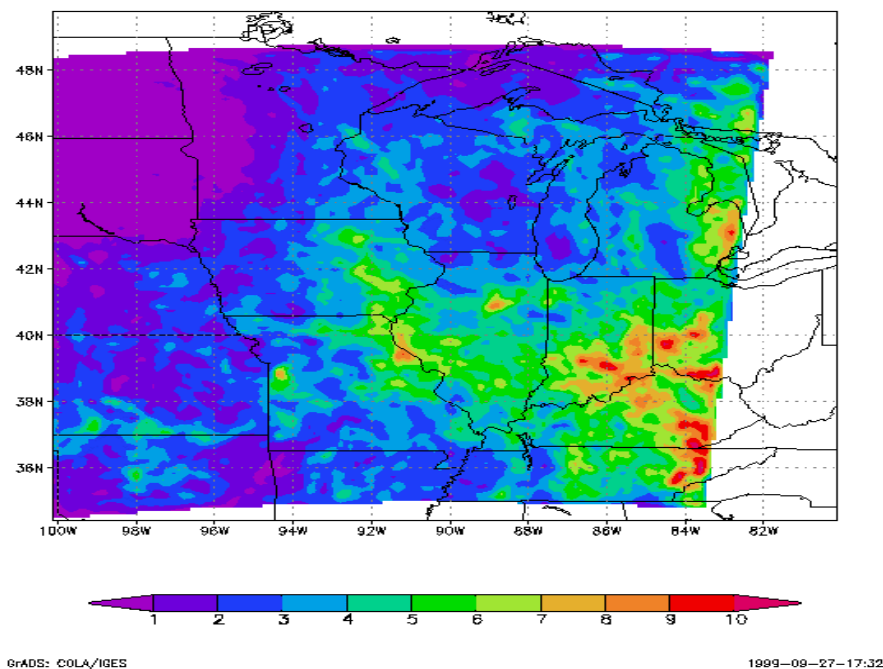 48N
46N
44N
42N
40N
38N
36N
100W 98W 96W 94W 92W 90W 88W 86W 84W 82W
1 2 3 4 5 6 7 8 9 10
GrADS: COLA/IGES 1999-09-27-17:32